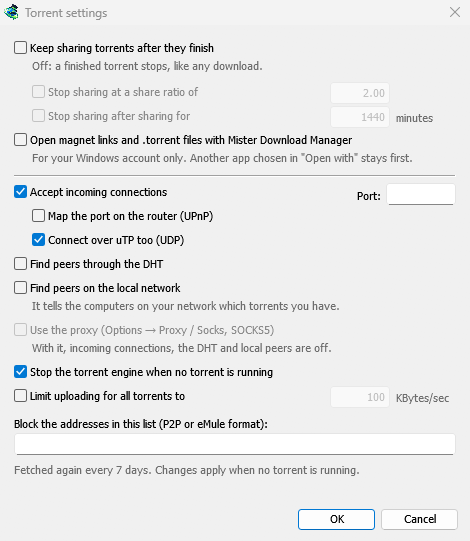 Torrent settings
Keep sharing torrents after they finish
Off: a finished torrent stops, like any download.
Stop sharing at a share ratio of 2.00
Stop sharing after sharing for 1440 minutes
Open magnet links and .torrent files with Mister Download Manager
For your Windows account only. Another app chosen in "Open with" stays first.
Accept incoming connections Port:
Map the port on the router (UPnP)
Connect over uTP too (UDP)
Find peers through the DHT
Find peers on the local network
It tells the computers on your network which torrents you have.
Use the proxy (Options → Proxy / Socks, SOCKS5)
With it, incoming connections, the DHT and local peers are off.
Stop the torrent engine when no torrent is running
Limit uploading for all torrents to 100 KBytes/sec
Block the addresses in this list (P2P or eMule format):
Fetched again every 7 days. Changes apply when no torrent is running.
OK Cancel